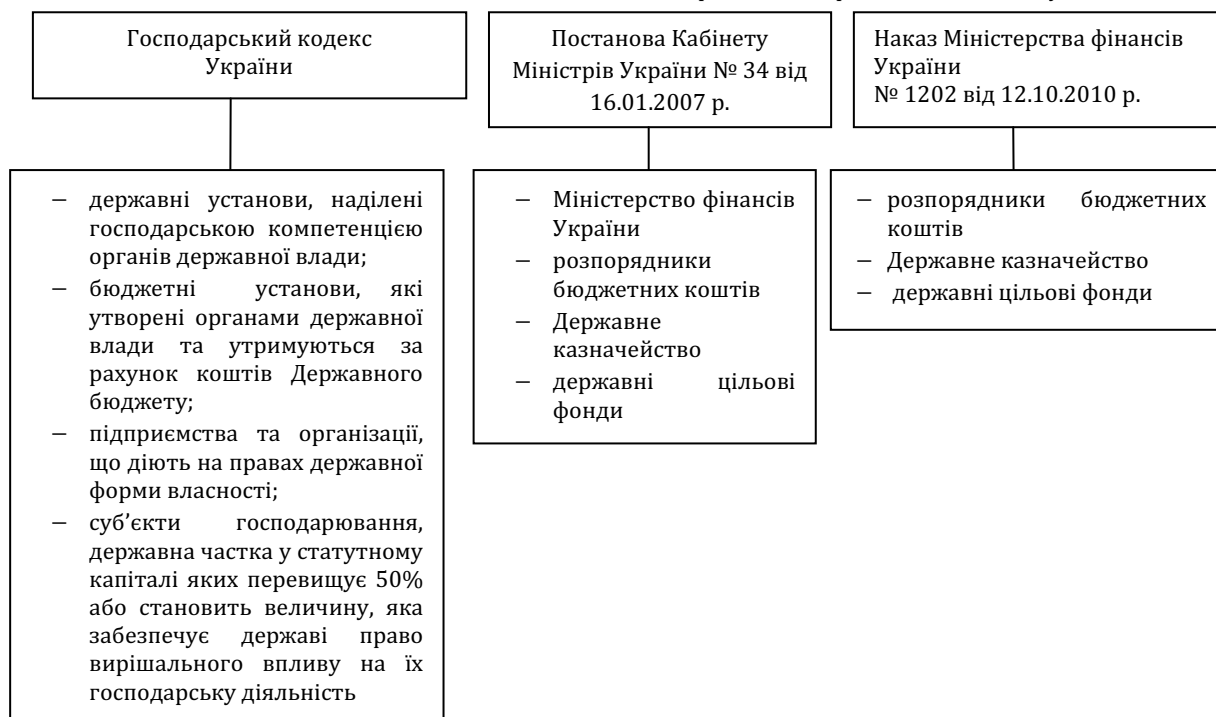 Господарський кодекс
України
Постанова Кабінету
Міністрів України № 34 від
16.01.2007 р.
Наказ Міністерства фінансів
України
№ 1202 від 12.10.2010 р.
− державні установи, наділені
господарською компетенцією
органів державної влади;
− бюджетні установи, які
утворені органами державної
влади та утримуються за
рахунок коштів Державного
бюджету;
− підприємства та організації,
що діють на правах державної
форми власності;
− суб’єкти господарювання,
державна частка у статутному
капіталі яких перевищує 50%
або становить величину, яка
забезпечує державі право
вирішального впливу на їх
господарську діяльність
− Міністерство фінансів
України
− розпорядники
бюджетних коштів
− Державне
казначейство
− державні цільові
фонди
− розпорядники бюджетних
коштів
− Державне казначейство
− державні цільові фонди